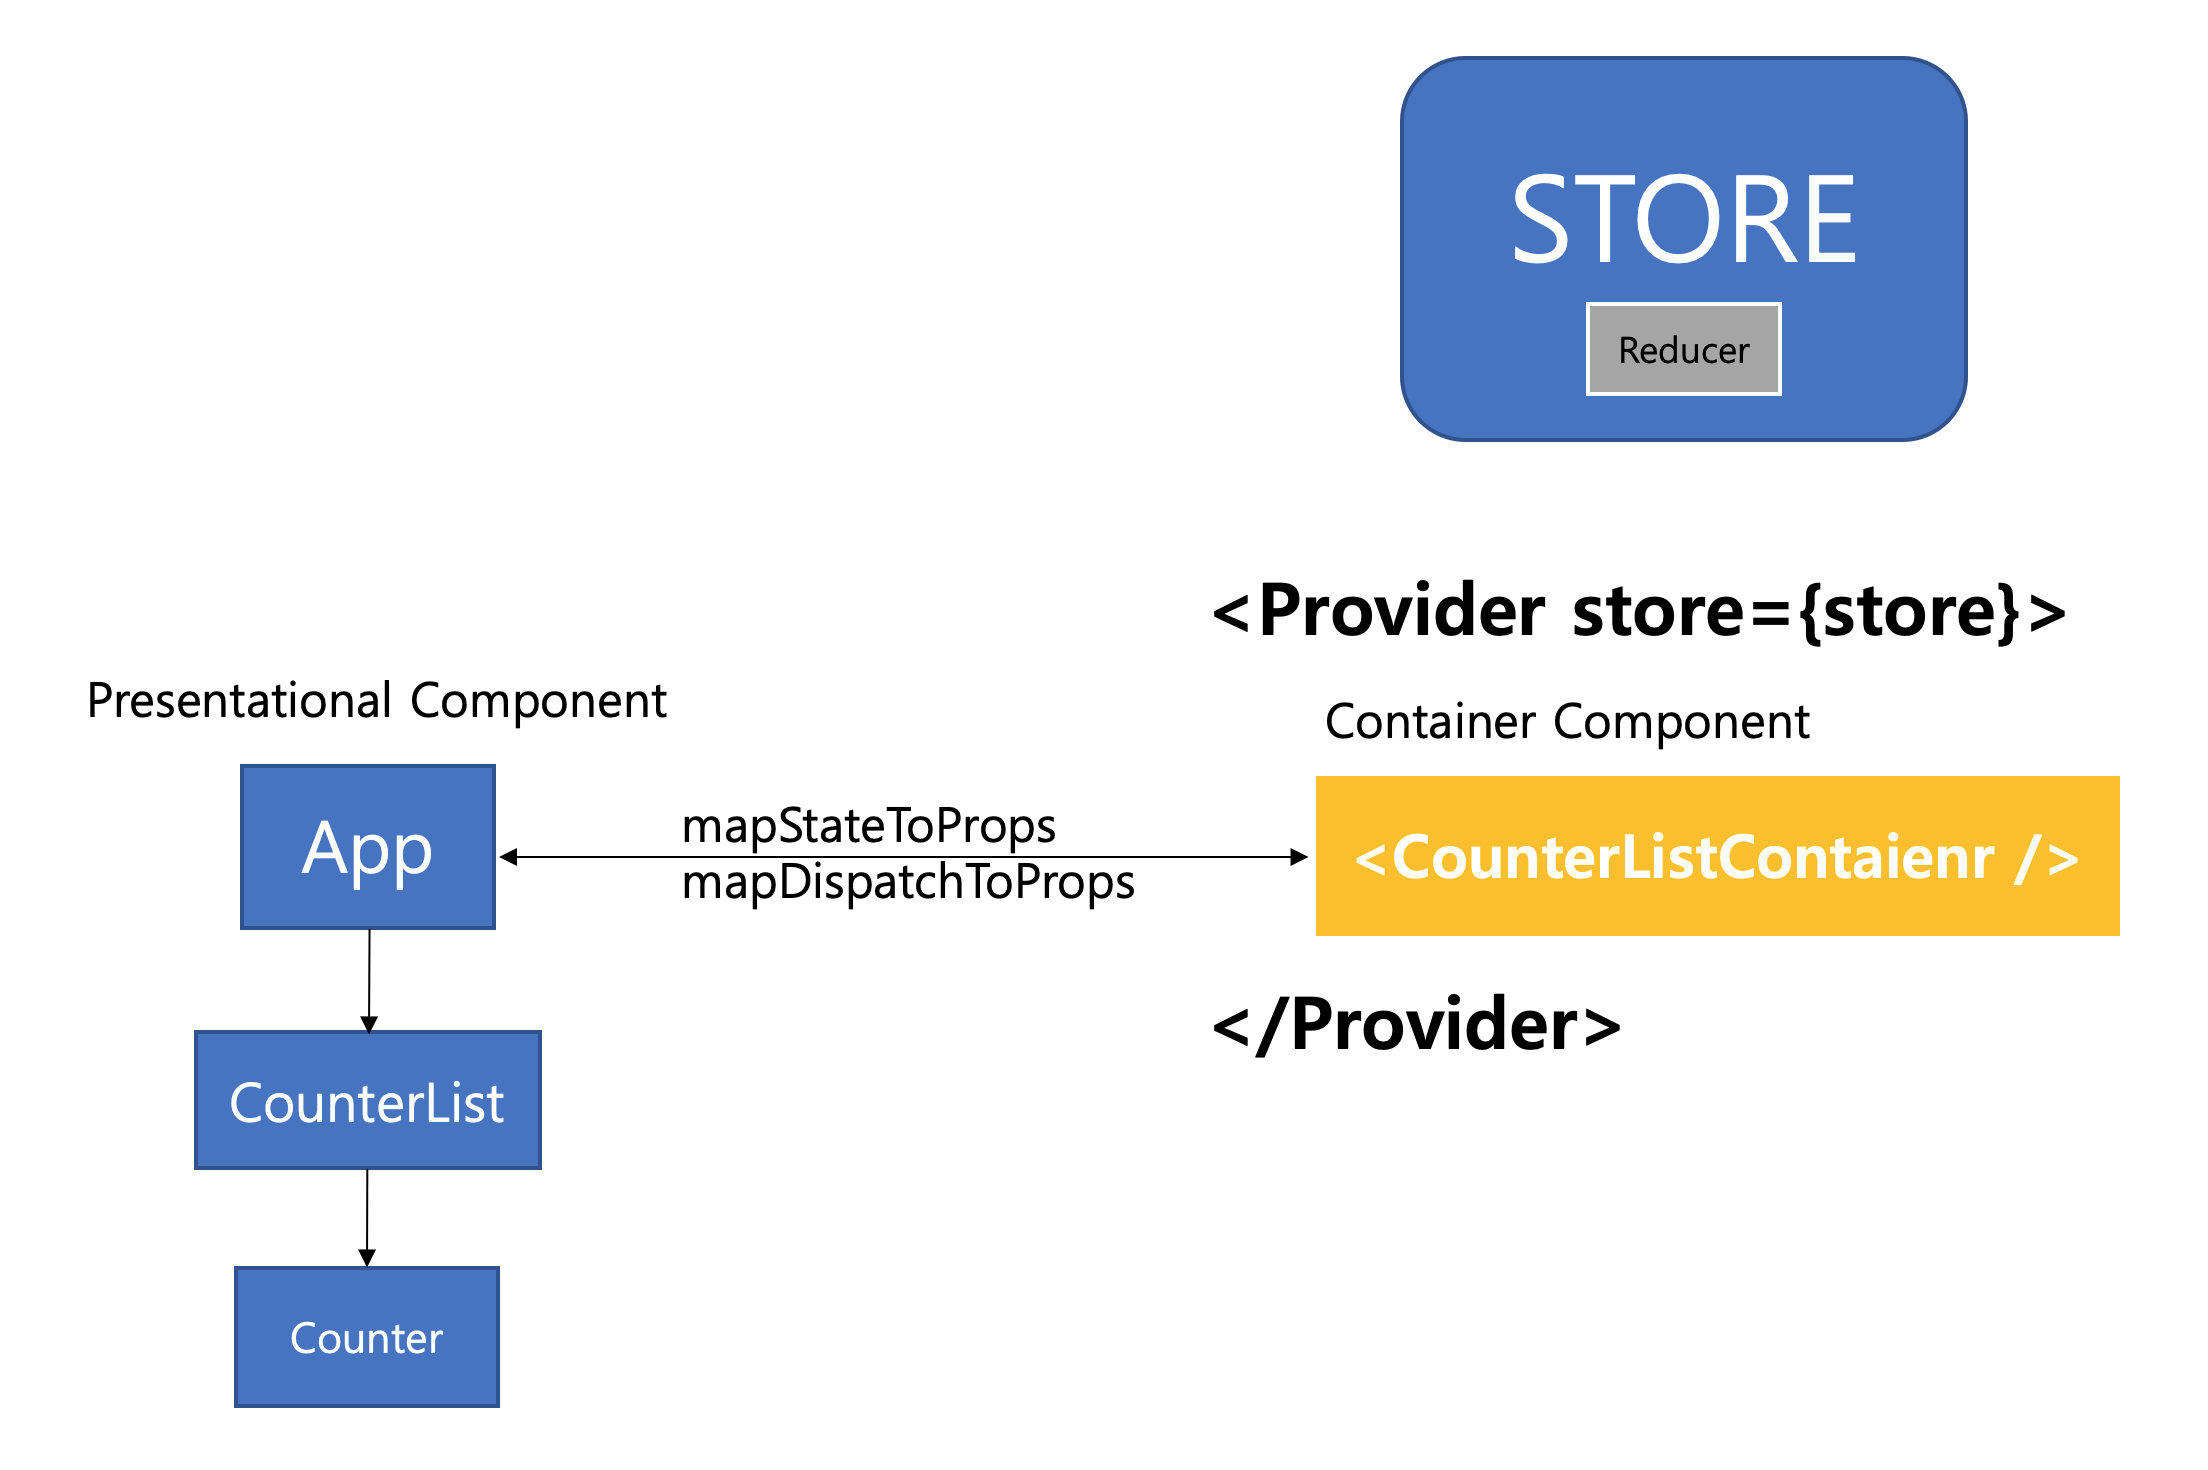 STORE
Reducer
<Provider store={store}>
Presentational Component
Container Component
App
mapStateToProps
mapDispatchToProps
<CounterListContaienr />
</Provider>
CounterList
Counter